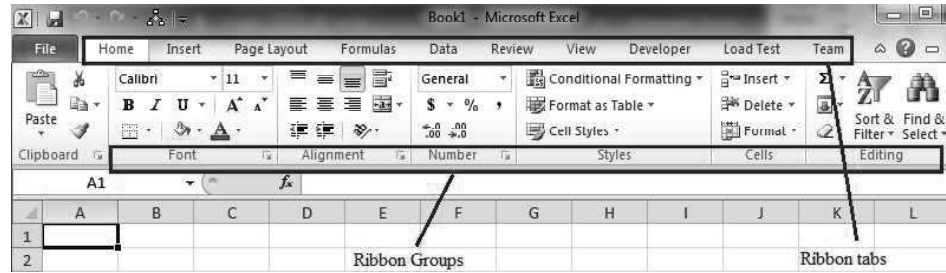 Book1 - Microsoft Excel
File Home Insert Page Layout Formulas Data Review View Developer Load Test Team
Calibri 11 General Conditional Formatting Insert Σ
Paste B I U A A $ % , Format as Table Delete Sort & Find &
A .00 .00 Cell Styles Format Filter Select
Clipboard Font Alignment Number Styles Cells Editing
A1 fx
A B C D E F G H I J K L
1
2 Ribbon Groups Ribbon tabs